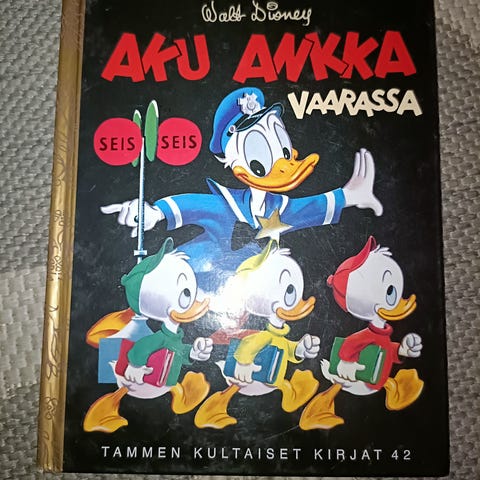 Walt Disney
AKU ANKKA
VAARASSA
SEIS SEIS
TAMMEN KULTAISET KIRJAT 42